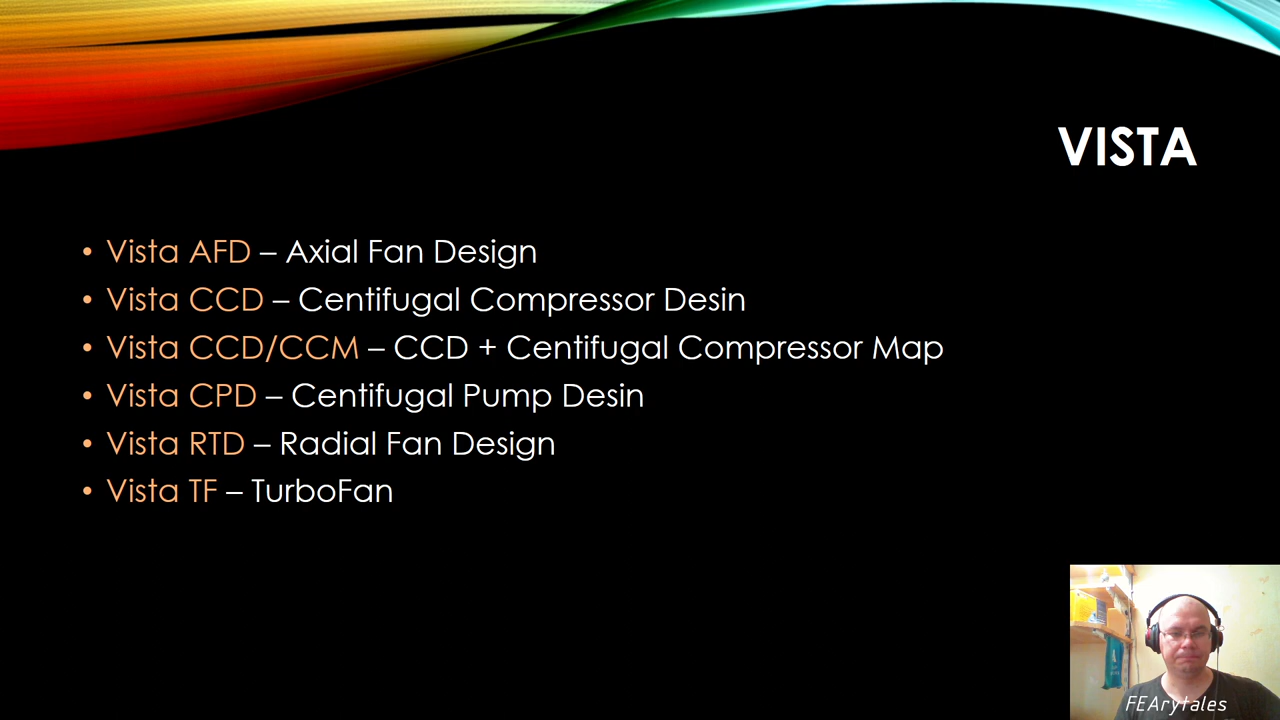 VISTA
• Vista AFD – Axial Fan Design
• Vista CCD – Centifugal Compressor Desin
• Vista CCD/CCM – CCD + Centifugal Compressor Map
• Vista CPD – Centifugal Pump Desin
• Vista RTD – Radial Fan Design
• Vista TF – TurboFan
FEArytales